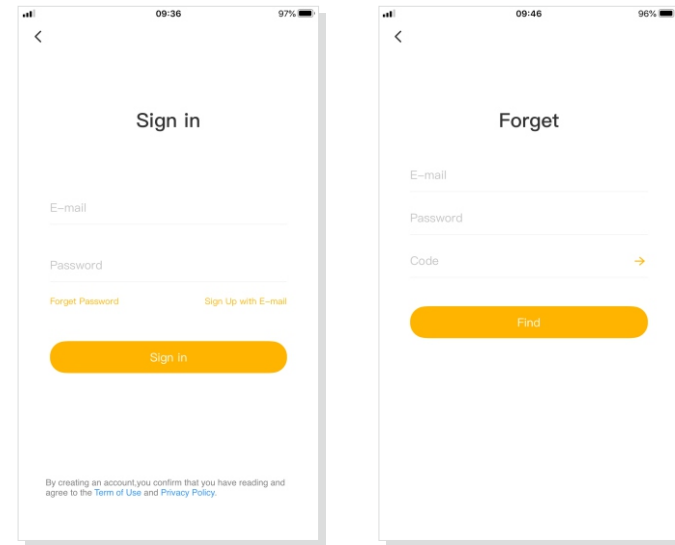 09:36
97%
Sign in
E-mail
Password
Forget Password
Sign Up with E-mail
Sign in
By creating an account,you confirm that you have reading and
agree to the Term of Use and Privacy Policy.
09:46
96%
Forget
E-mail
Password
Code
Find